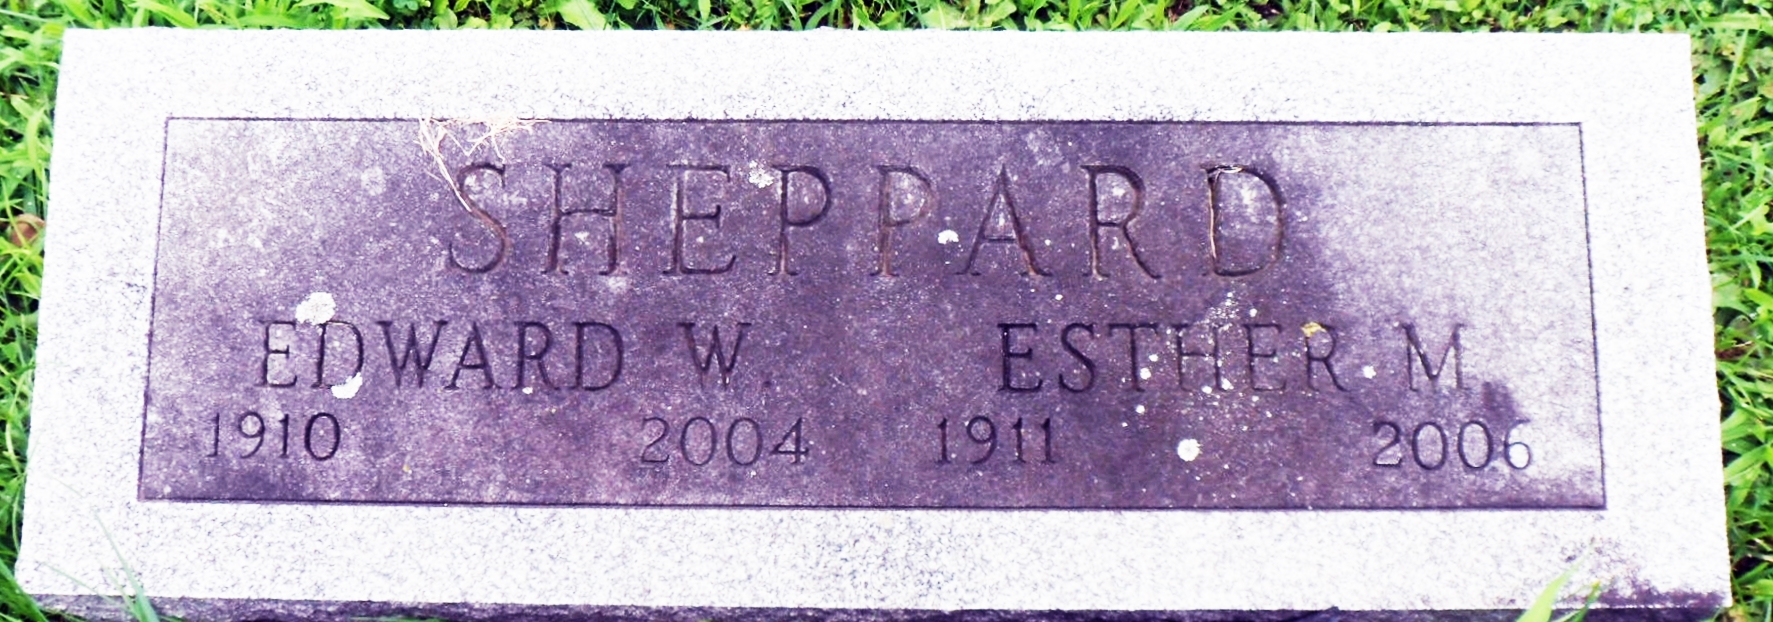 SHEPPARD
EDWARD W. ESTHER M.
1910 2004 1911 2006